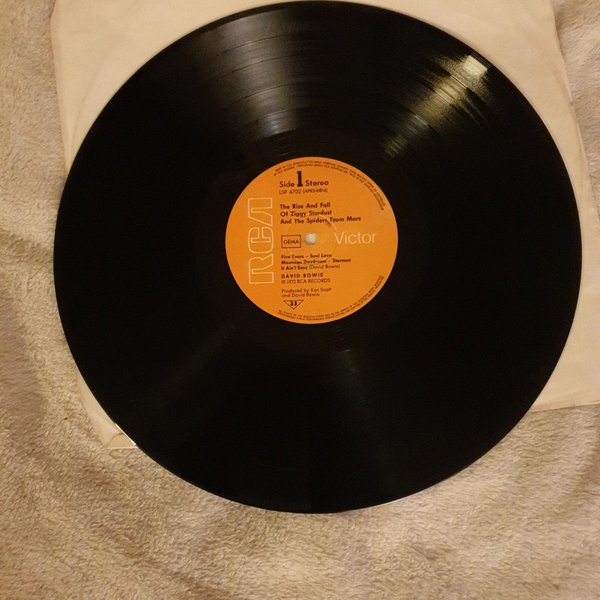 Side 1 Stereo
LSP 4702 (APRS-4814)
The Rise And Fall
Of Ziggy Stardust
And The Spiders From Mars
RCA
GEMA
Victor
Five Years - Soul Love
Moonage Daydream - Starman
It Ain't Easy (David Bowie)
DAVID BOWIE
℗ 1972 RCA RECORDS
Produced by Ken Scott
and David Bowie
33